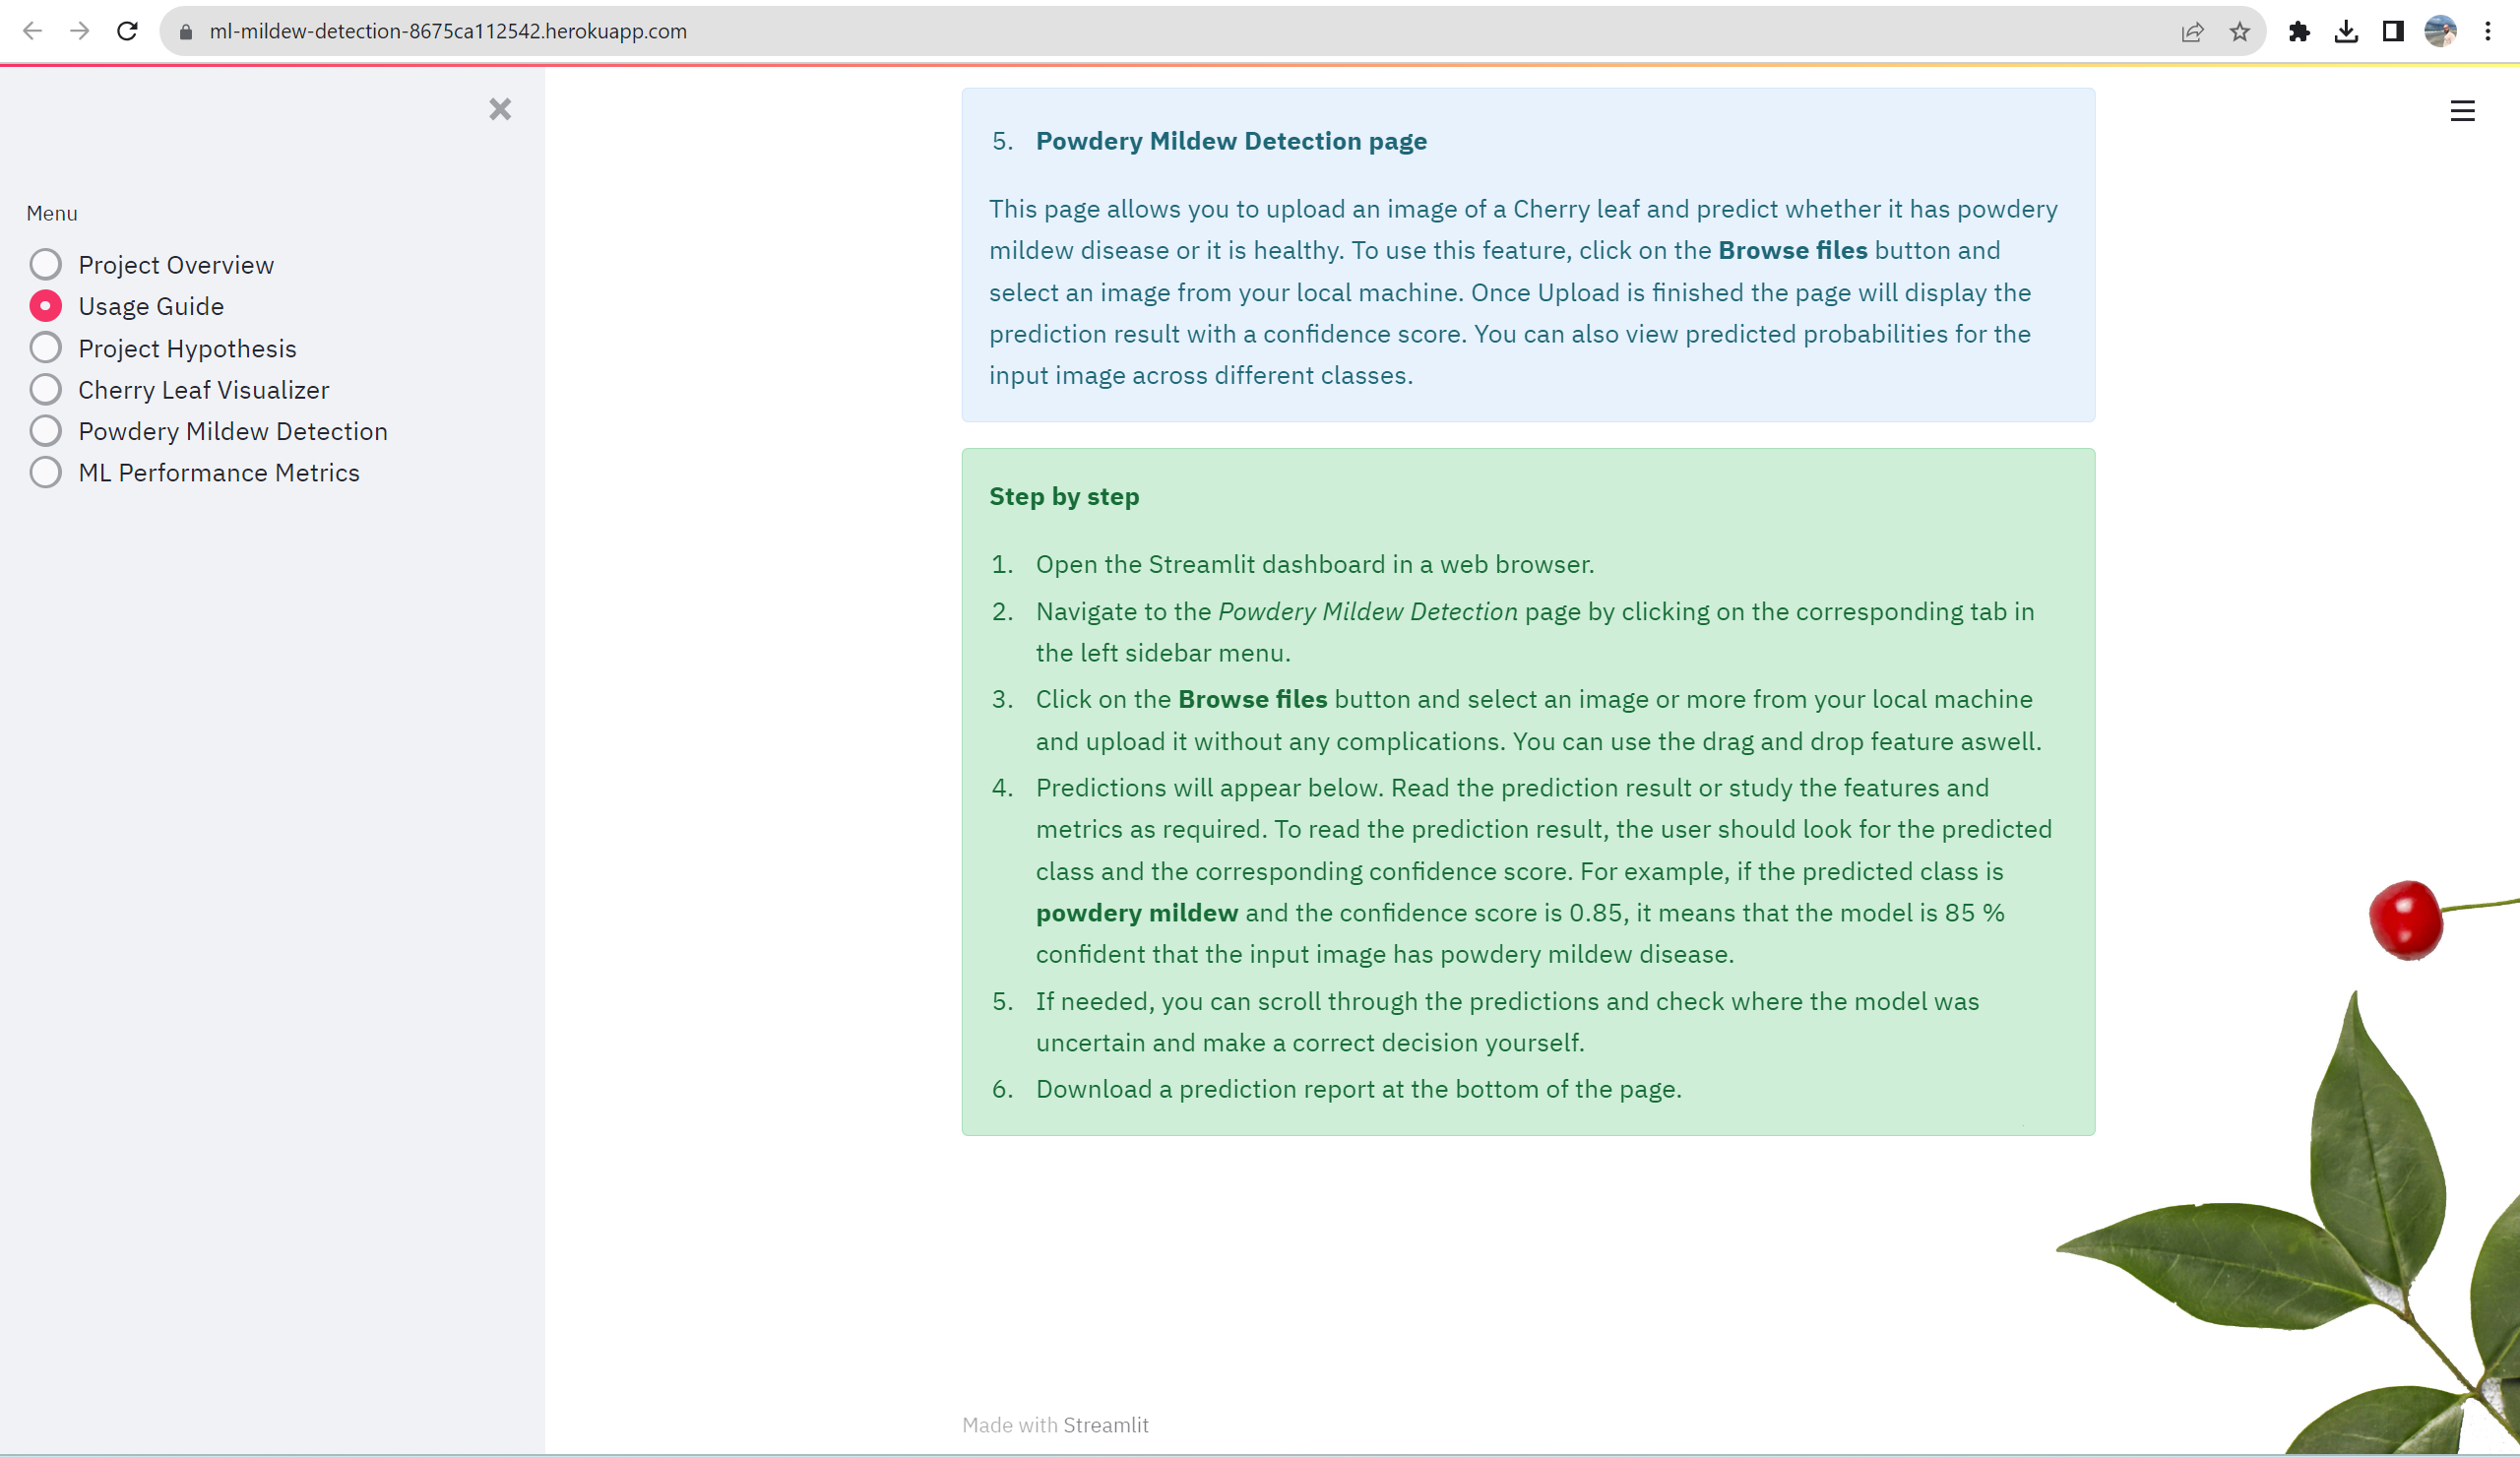 ml-mildew-detection-8675ca112542.herokuapp.com
Menu
Project Overview
Usage Guide
Project Hypothesis
Cherry Leaf Visualizer
Powdery Mildew Detection
ML Performance Metrics
5. Powdery Mildew Detection page
This page allows you to upload an image of a Cherry leaf and predict whether it has powdery
mildew disease or it is healthy. To use this feature, click on the Browse files button and
select an image from your local machine. Once Upload is finished the page will display the
prediction result with a confidence score. You can also view predicted probabilities for the
input image across different classes.
Step by step
1. Open the Streamlit dashboard in a web browser.
2. Navigate to the Powdery Mildew Detection page by clicking on the corresponding tab in
the left sidebar menu.
3. Click on the Browse files button and select an image or more from your local machine
and upload it without any complications. You can use the drag and drop feature aswell.
4. Predictions will appear below. Read the prediction result or study the features and
metrics as required. To read the prediction result, the user should look for the predicted
class and the corresponding confidence score. For example, if the predicted class is
powdery mildew and the confidence score is 0.85, it means that the model is 85 %
confident that the input image has powdery mildew disease.
5. If needed, you can scroll through the predictions and check where the model was
uncertain and make a correct decision yourself.
6. Download a prediction report at the bottom of the page.
Made with Streamlit